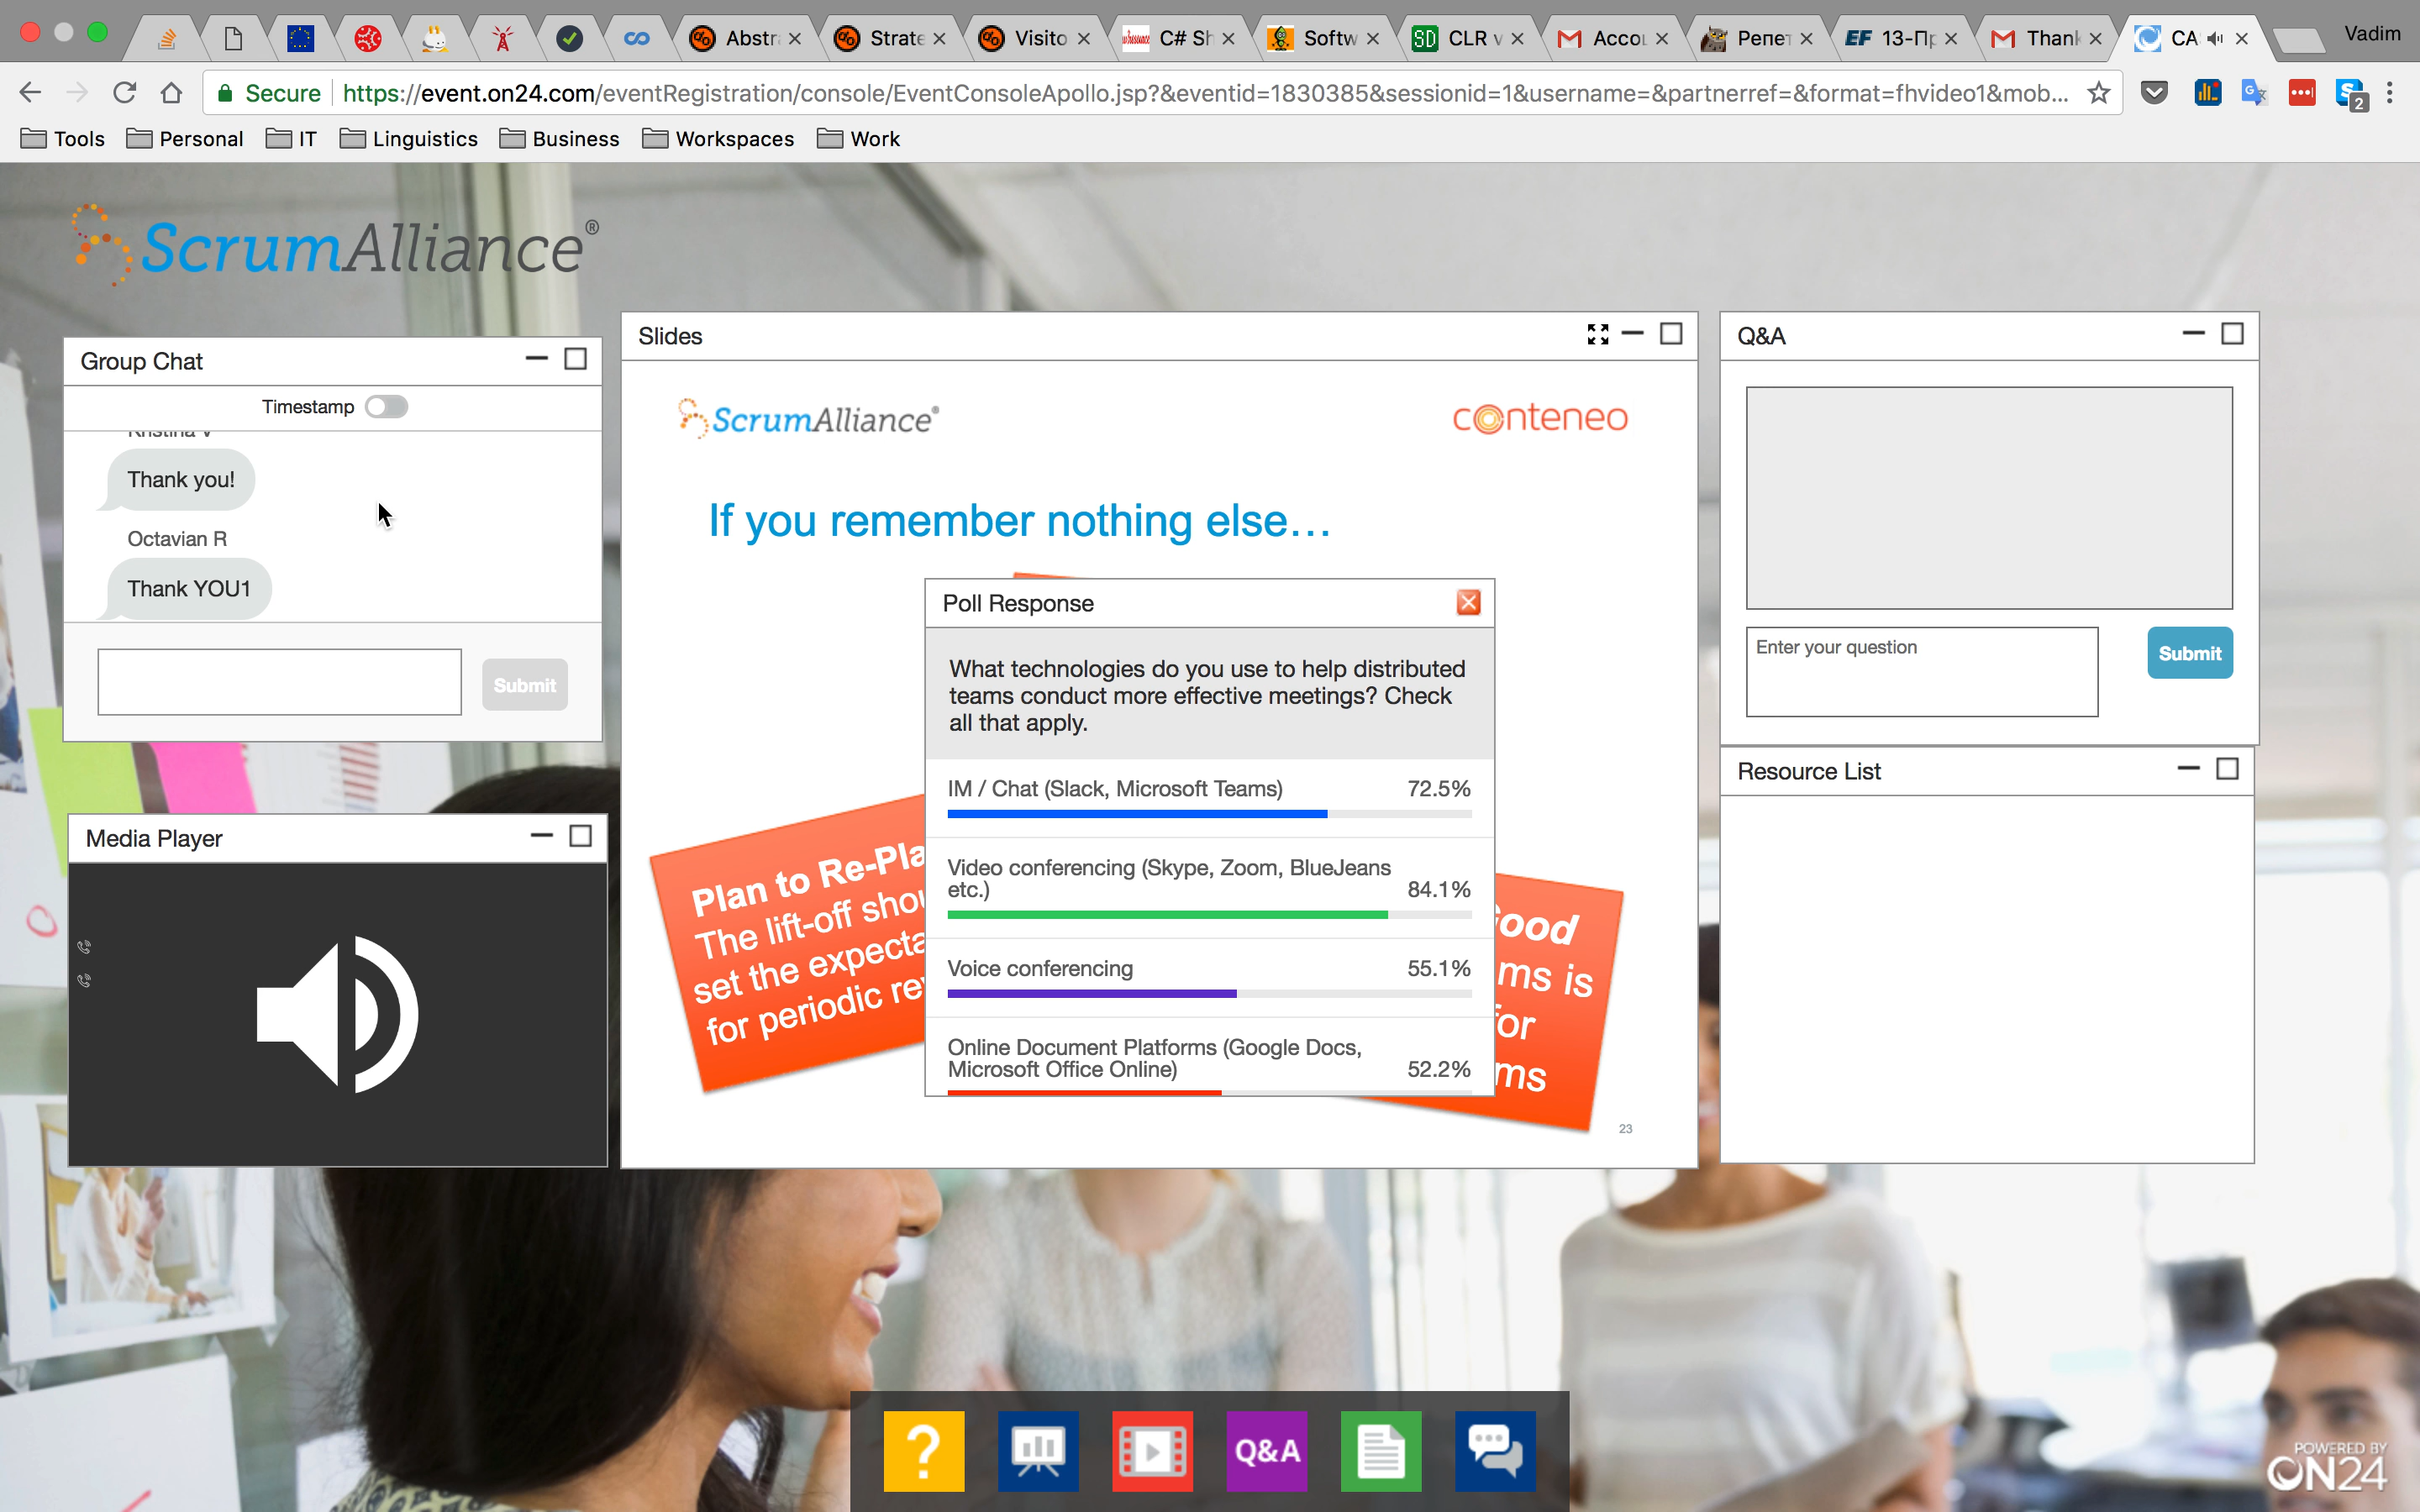 Abstr
Strate
Visito
C# Sh
Softw
SD
CLR v
Accou
Репет
EF 13-Пр
Thank
CA
Vadim
Secure
https://event.on24.com/eventRegistration/console/EventConsoleApollo.jsp?&eventid=1830385&sessionid=1&username=&partnerref=&format=fhvideo1&mob...
2
Tools
Personal
IT
Linguistics
Business
Workspaces
Work
ScrumAlliance®
Group Chat
Timestamp
Kristina V
Thank you!
Octavian R
Thank YOU1
Submit
Media Player
Slides
ScrumAlliance®
conteneo
If you remember nothing else...
Plan to Re-Pla
The lift-off shou
set the expecta
for periodic re
ood
ms is
for
ms
23
Poll Response
What technologies do you use to help distributed
teams conduct more effective meetings? Check
all that apply.
IM / Chat (Slack, Microsoft Teams) 72.5%
Video conferencing (Skype, Zoom, BlueJeans
etc.) 84.1%
Voice conferencing 55.1%
Online Document Platforms (Google Docs,
Microsoft Office Online) 52.2%
Q&A
Enter your question
Submit
Resource List
?
Q&A
POWERED BY
ON24